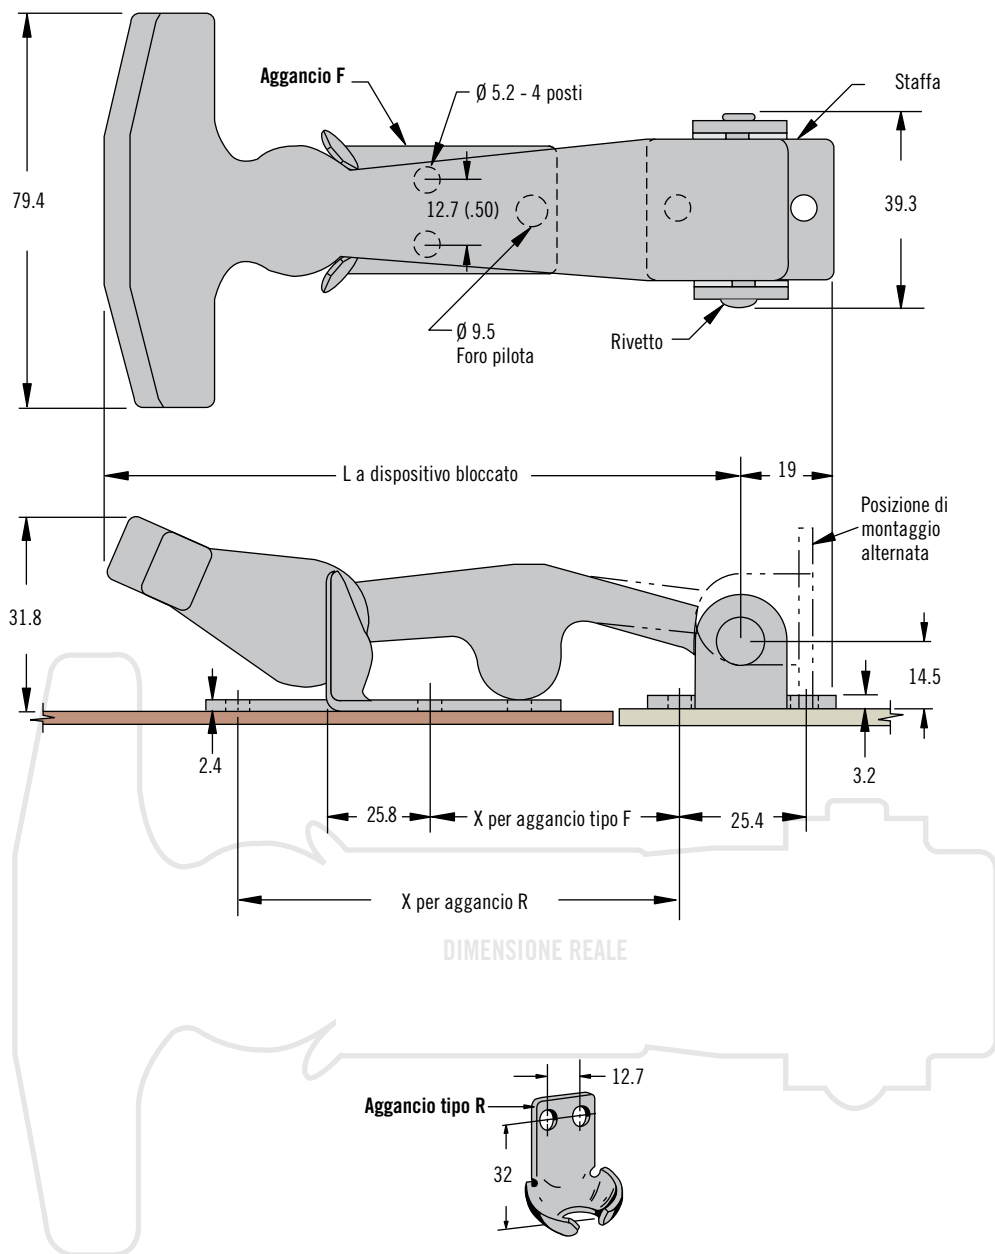 Aggancio F
Ø 5.2 - 4 posti
Staffa
79.4
12.7 (.50)
39.3
Ø 9.5
Foro pilota
Rivetto
L a dispositivo bloccato
19
Posizione di
montaggio
alternata
31.8
14.5
2.4
3.2
25.8
X per aggancio tipo F
25.4
X per aggancio R
DIMENSIONE REALE
12.7
Aggancio tipo R
32